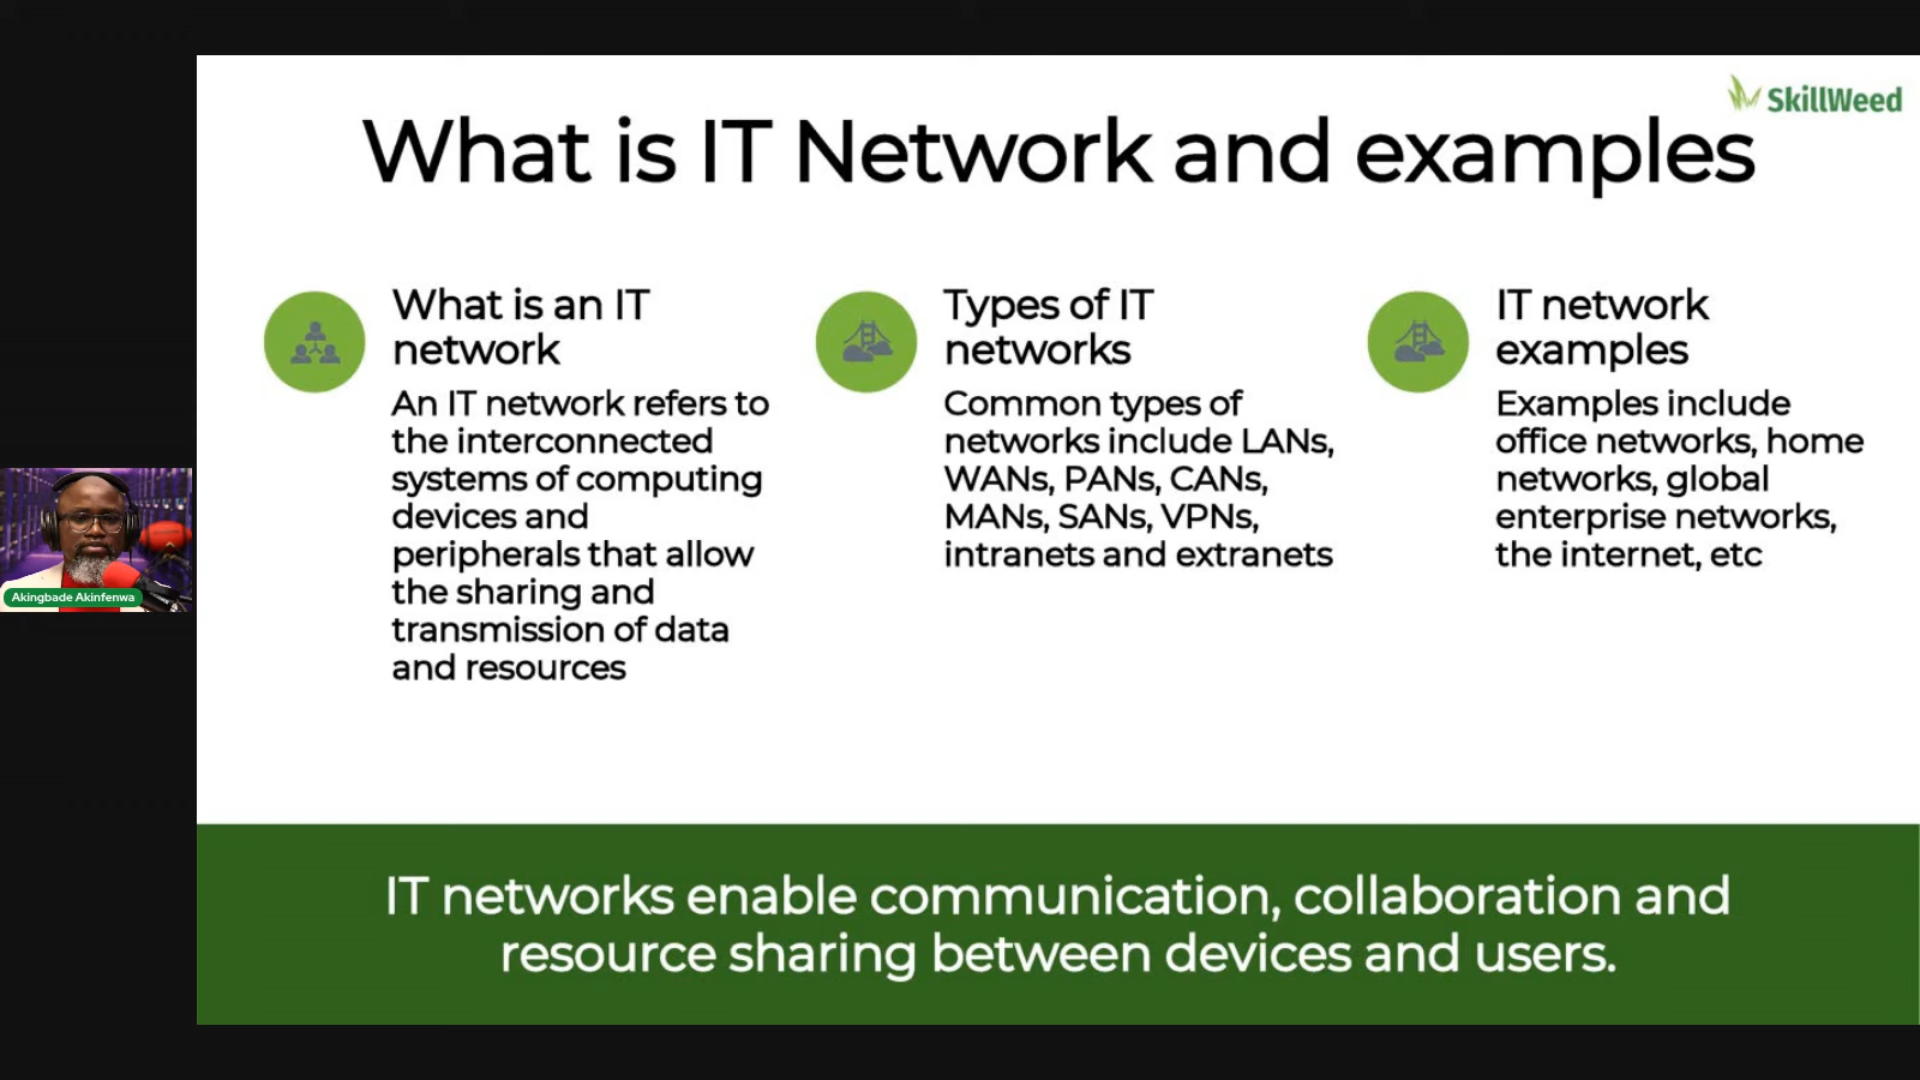 SkillWeed
What is IT Network and examples
What is an IT
network
An IT network refers to
the interconnected
systems of computing
devices and
peripherals that allow
the sharing and
transmission of data
and resources
Types of IT
networks
Common types of
networks include LANs,
WANs, PANs, CANs,
MANs, SANs, VPNs,
intranets and extranets
IT network
examples
Examples include
office networks, home
networks, global
enterprise networks,
the internet, etc
Akingbade Akinfenwa
IT networks enable communication, collaboration and
resource sharing between devices and users.